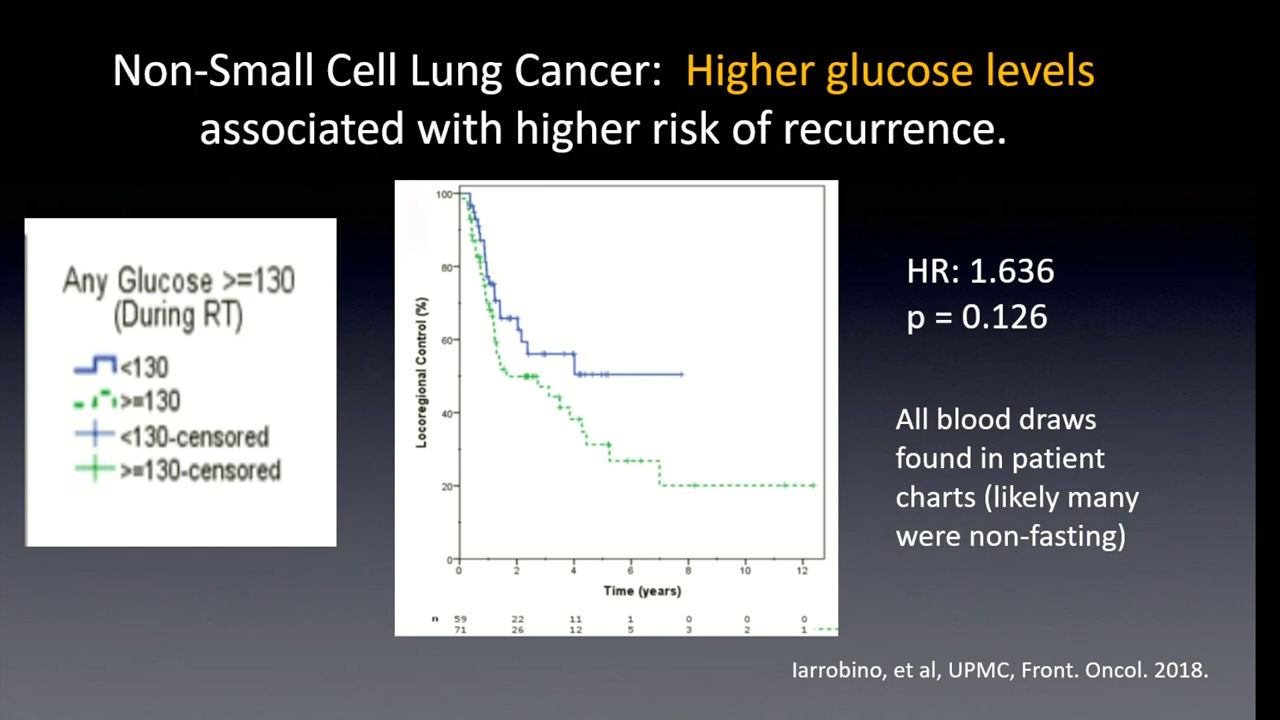 Non-Small Cell Lung Cancer: Higher glucose levels
associated with higher risk of recurrence.
Any Glucose >=130
(During RT)
<130
>=130
<130-censored
>=130-censored
Locoregional Control (%)
100
80
60
40
20
0
0 2 4 6 8 10 12
Time (years)
n 59 22 11 1 0 0 0
71 26 12 5 3 2 1
HR: 1.636
p = 0.126
All blood draws
found in patient
charts (likely many
were non-fasting)
Iarrobino, et al, UPMC, Front. Oncol. 2018.